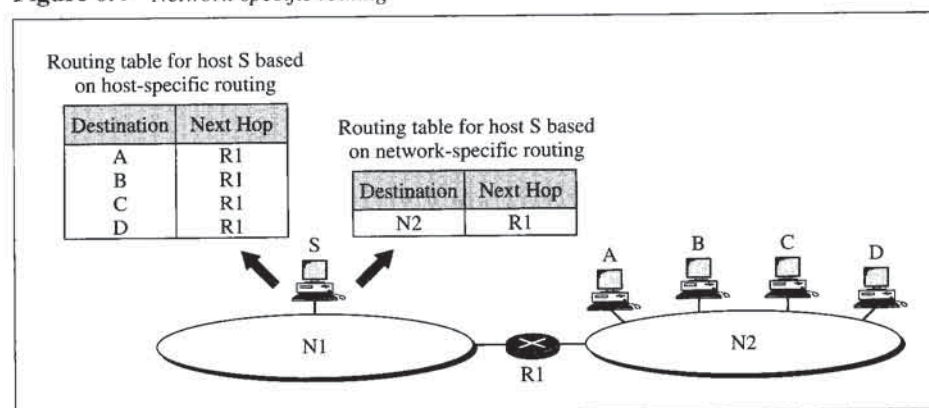 Routing table for host S based
on host-specific routing
Destination Next Hop
A R1
B R1
C R1
D R1
Routing table for host S based
on network-specific routing
Destination Next Hop
N2 R1
S
A
B
C
D
N1
R1
N2